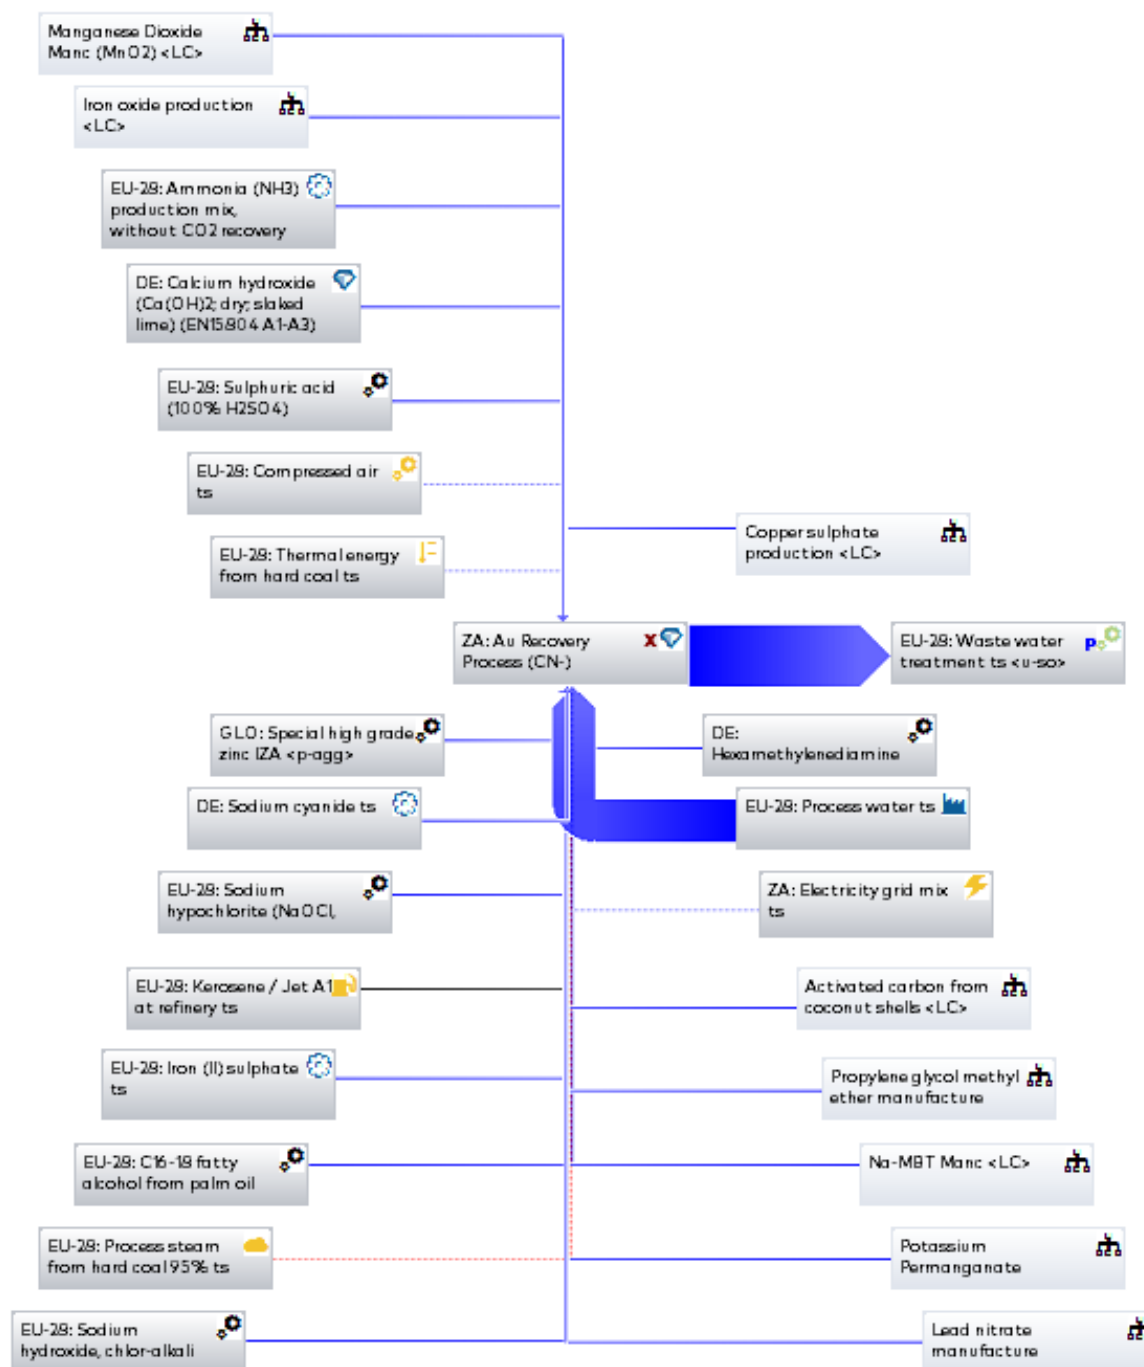 Manganese Dioxide
Manc (MnO2) <LC>
Iron oxide production
<LC>
EU-28: Ammonia (NH3)
production mix,
without CO2 recovery
DE: Calcium hydroxide
(Ca(OH)2; dry; slaked
lime) (EN15804 A1-A3)
EU-28: Sulphuric acid
(100% H2SO4)
EU-28: Compressed air
ts
Copper sulphate
production <LC>
EU-28: Thermal energy
from hard coal ts
ZA: Au Recovery
Process (CN-)
X
EU-28: Waste water
treatment ts <u-so>
p
GLO: Special high grade
zinc IZA <p-agg>
DE:
Hexamethylenediamine
DE: Sodium cyanide ts
EU-28: Process water ts
EU-28: Sodium
hypochlorite (NaOCl,
ZA: Electricity grid mix
ts
EU-28: Kerosene / Jet A1
at refinery ts
Activated carbon from
coconut shells <LC>
EU-28: Iron (II) sulphate
ts
Propylene glycol methyl
ether manufacture
EU-28: C16-18 fatty
alcohol from palm oil
Na-MBT Manc <LC>
EU-28: Process steam
from hard coal 95% ts
Potassium
Permanganate
EU-28: Sodium
hydroxide, chlor-alkali
Lead nitrate
manufacture